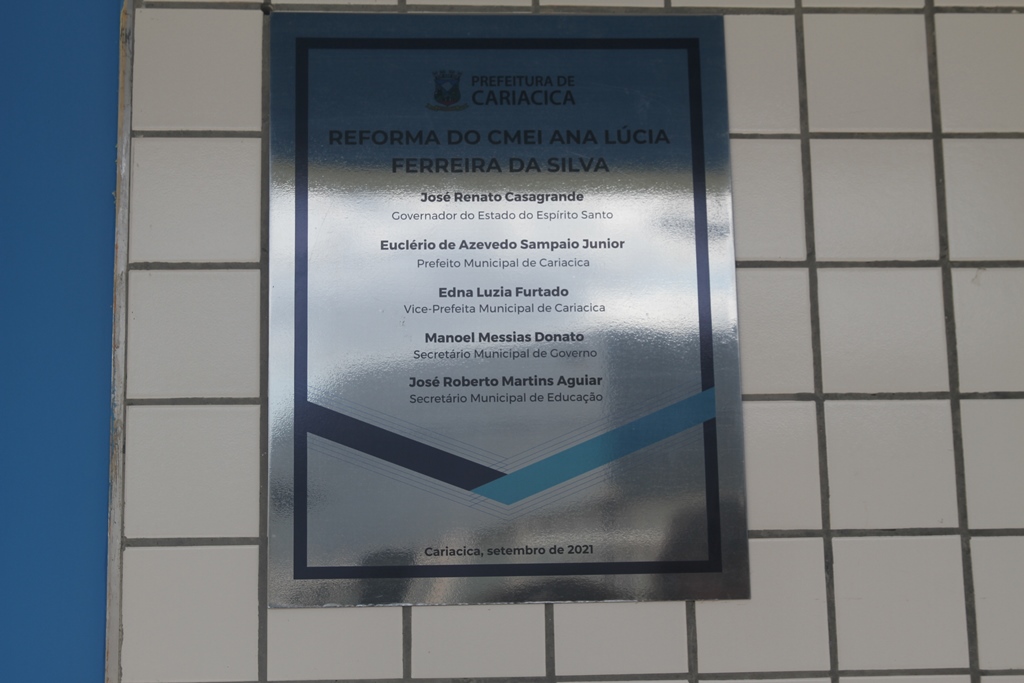 PREFEITURA DE
CARIACICA
REFORMA DO CMEI ANA LÚCIA
FERREIRA DA SILVA
José Renato Casagrande
Governador do Estado do Espírito Santo
Euclério de Azevedo Sampaio Junior
Prefeito Municipal de Cariacica
Edna Luzia Furtado
Vice-Prefeita Municipal de Cariacica
Manoel Messias Donato
Secretário Municipal de Governo
José Roberto Martins Aguiar
Secretário Municipal de Educação
Cariacica, setembro de 2021